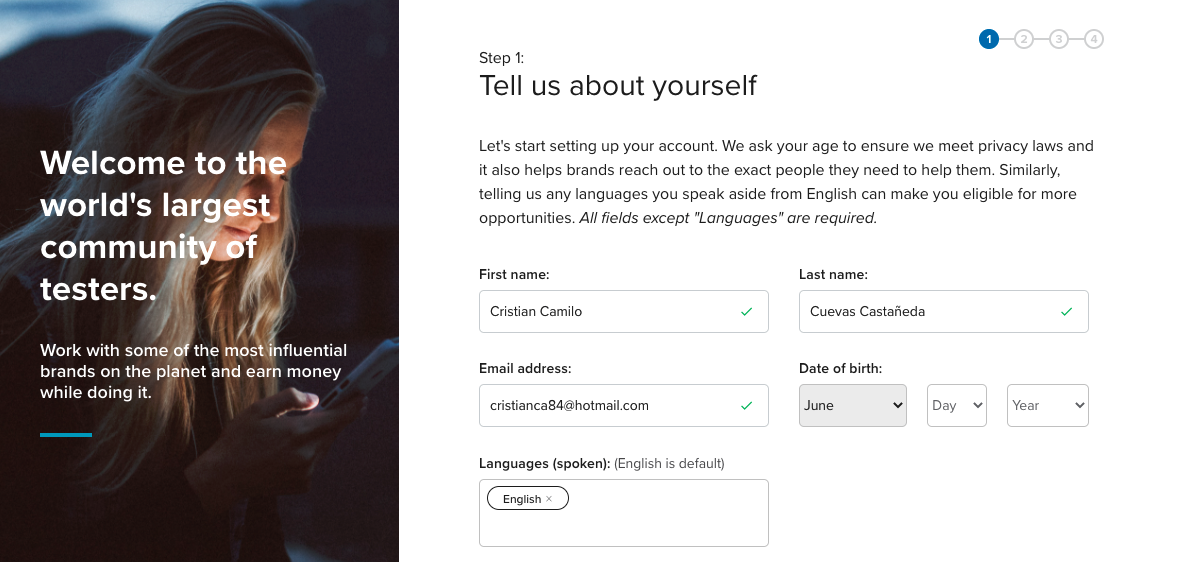 Welcome to the
world's largest
community of
testers.
Work with some of the most influential
brands on the planet and earn money
while doing it.
1 2 3 4
Step 1:
Tell us about yourself
Let's start setting up your account. We ask your age to ensure we meet privacy laws and
it also helps brands reach out to the exact people they need to help them. Similarly,
telling us any languages you speak aside from English can make you eligible for more
opportunities. All fields except "Languages" are required.
First name: Last name:
Cristian Camilo Cuevas Castañeda
Email address: Date of birth:
cristianca84@hotmail.com June Day Year
Languages (spoken): (English is default)
English ×